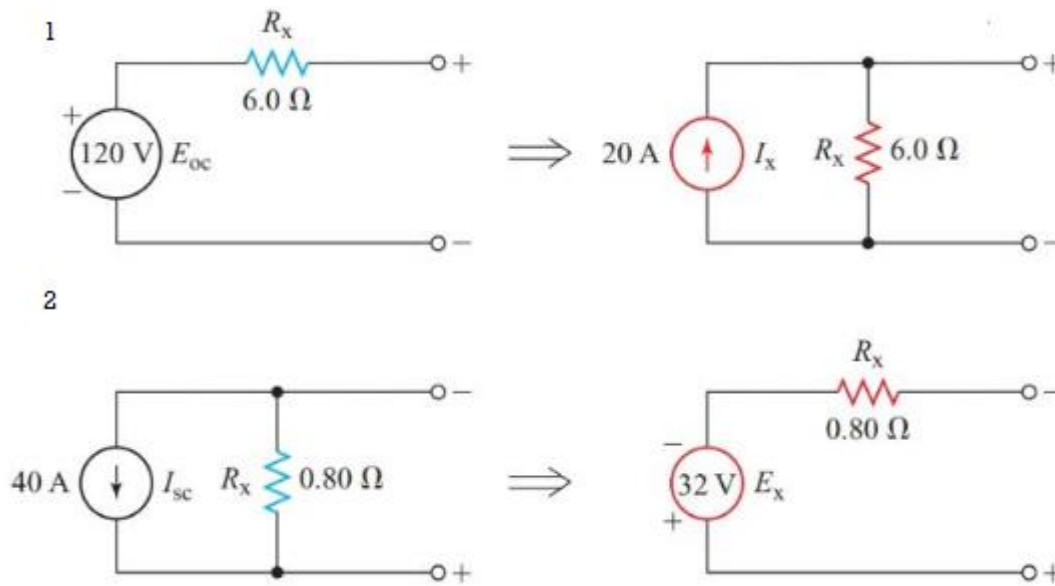 1
Rx
6.0 Ω
+
+
120 V Eoc
−
−
20 A Ix Rx 6.0 Ω
+
−
2
40 A Isc Rx 0.80 Ω
−
+
Rx
0.80 Ω
−
−
32 V Ex
+
+